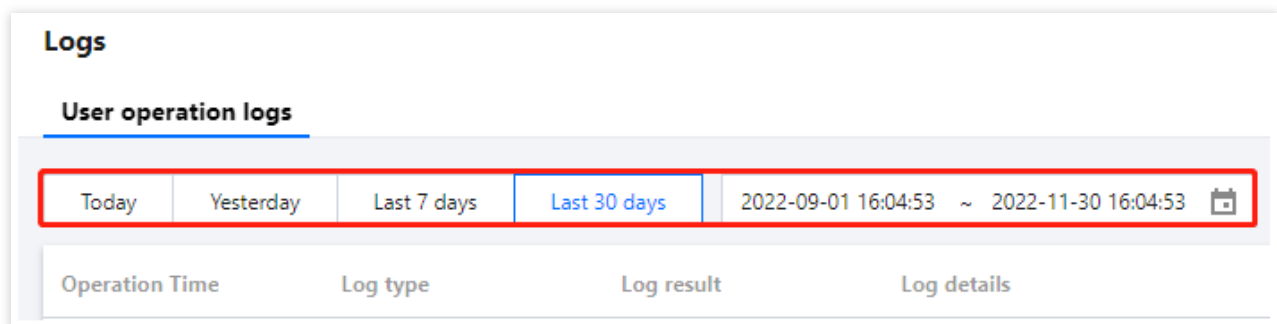 Logs
User operation logs
Today Yesterday Last 7 days Last 30 days 2022-09-01 16:04:53 ~ 2022-11-30 16:04:53
Operation Time Log type Log result Log details